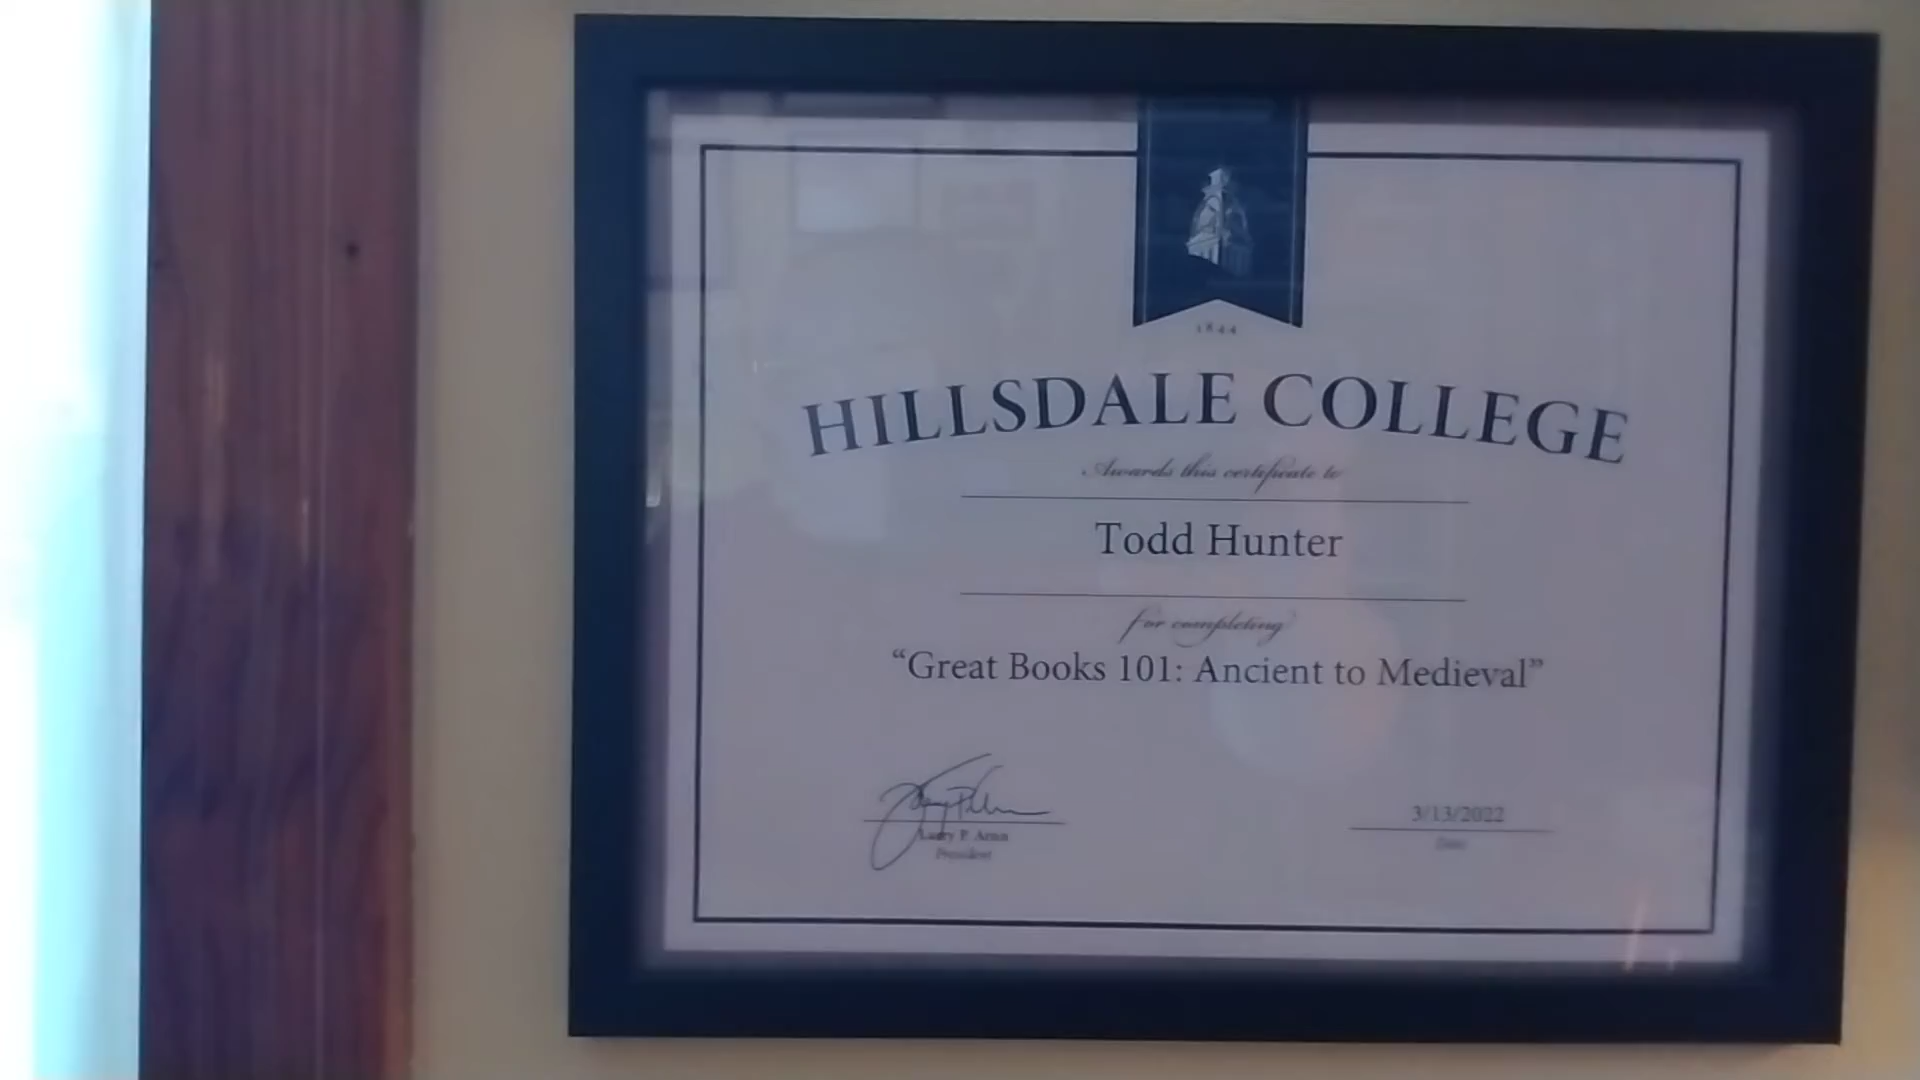 1844
HILLSDALE COLLEGE
Awards this certificate to
Todd Hunter
for completing
“Great Books 101: Ancient to Medieval”
3/13/2022
Larry P. Arnn
Date
President